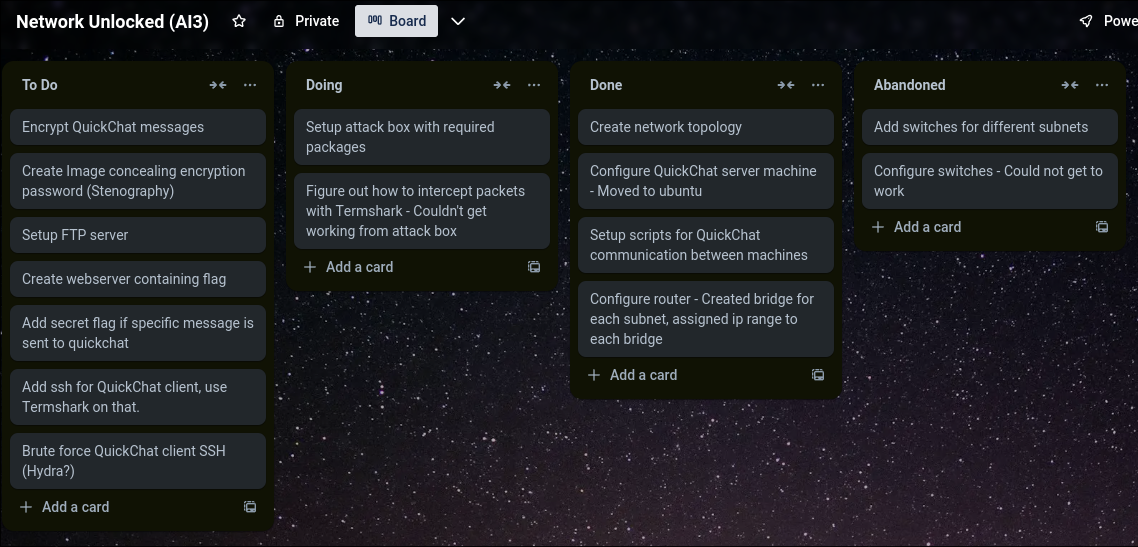 Network Unlocked (AI3)
Private
Board
Powe
To Do
Encrypt QuickChat messages
Create Image concealing encryption
password (Stenography)
Setup FTP server
Create webserver containing flag
Add secret flag if specific message is
sent to quickchat
Add ssh for QuickChat client, use
Termshark on that.
Brute force QuickChat client SSH
(Hydra?)
Add a card
Doing
Setup attack box with required
packages
Figure out how to intercept packets
with Termshark - Couldn't get
working from attack box
Add a card
Done
Create network topology
Configure QuickChat server machine
- Moved to ubuntu
Setup scripts for QuickChat
communication between machines
Configure router - Created bridge for
each subnet, assigned ip range to
each bridge
Add a card
Abandoned
Add switches for different subnets
Configure switches - Could not get to
work
Add a card